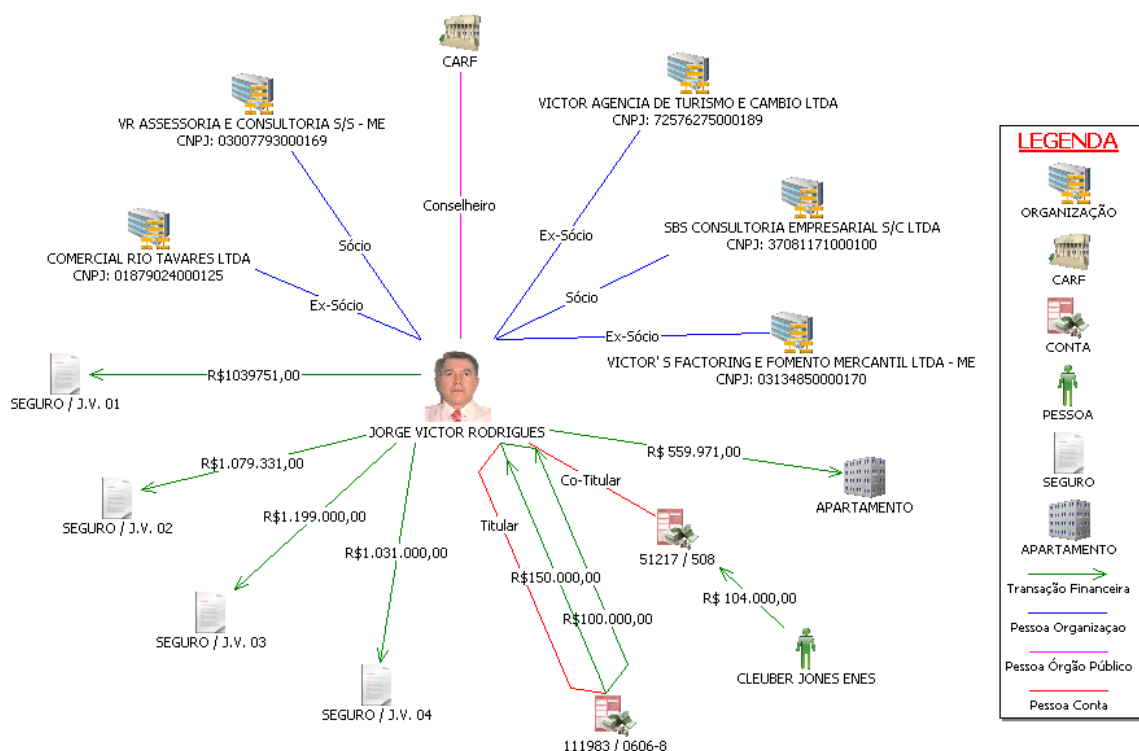 CARF
VR ASSESSORIA E CONSULTORIA S/S - ME
CNPJ: 03007793000169
VICTOR AGENCIA DE TURISMO E CAMBIO LTDA
CNPJ: 72576275000189
COMERCIAL RIO TAVARES LTDA
CNPJ: 01879024000125
SBS CONSULTORIA EMPRESARIAL S/C LTDA
CNPJ: 37081171000100
VICTOR' S FACTORING E FOMENTO MERCANTIL LTDA - ME
CNPJ: 03134850000170
Conselheiro
Sócio
Ex-Sócio
Ex-Sócio
Sócio
Ex-Sócio
R$1039751,00
SEGURO / J.V. 01
JORGE VICTOR RODRIGUES
R$1.079.331,00
SEGURO / J.V. 02
R$1.199.000,00
SEGURO / J.V. 03
R$1.031.000,00
SEGURO / J.V. 04
Titular
R$150.000,00
R$100.000,00
111983 / 0606-8
Co-Titular
51217 / 508
R$ 104.000,00
CLEUBER JONES ENES
R$ 559.971,00
APARTAMENTO
LEGENDA
ORGANIZAÇÃO
CARF
CONTA
PESSOA
SEGURO
APARTAMENTO
Transação Financeira
Pessoa Organizaçao
Pessoa Órgão Público
Pessoa Conta